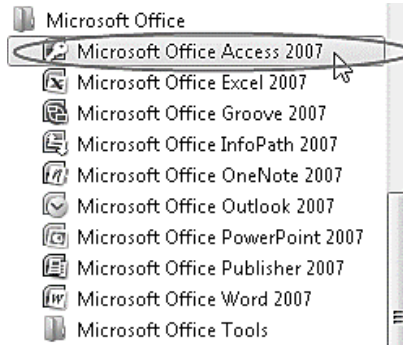 Microsoft Office
Microsoft Office Access 2007
Microsoft Office Excel 2007
Microsoft Office Groove 2007
Microsoft Office InfoPath 2007
Microsoft Office OneNote 2007
Microsoft Office Outlook 2007
Microsoft Office PowerPoint 2007
Microsoft Office Publisher 2007
Microsoft Office Word 2007
Microsoft Office Tools